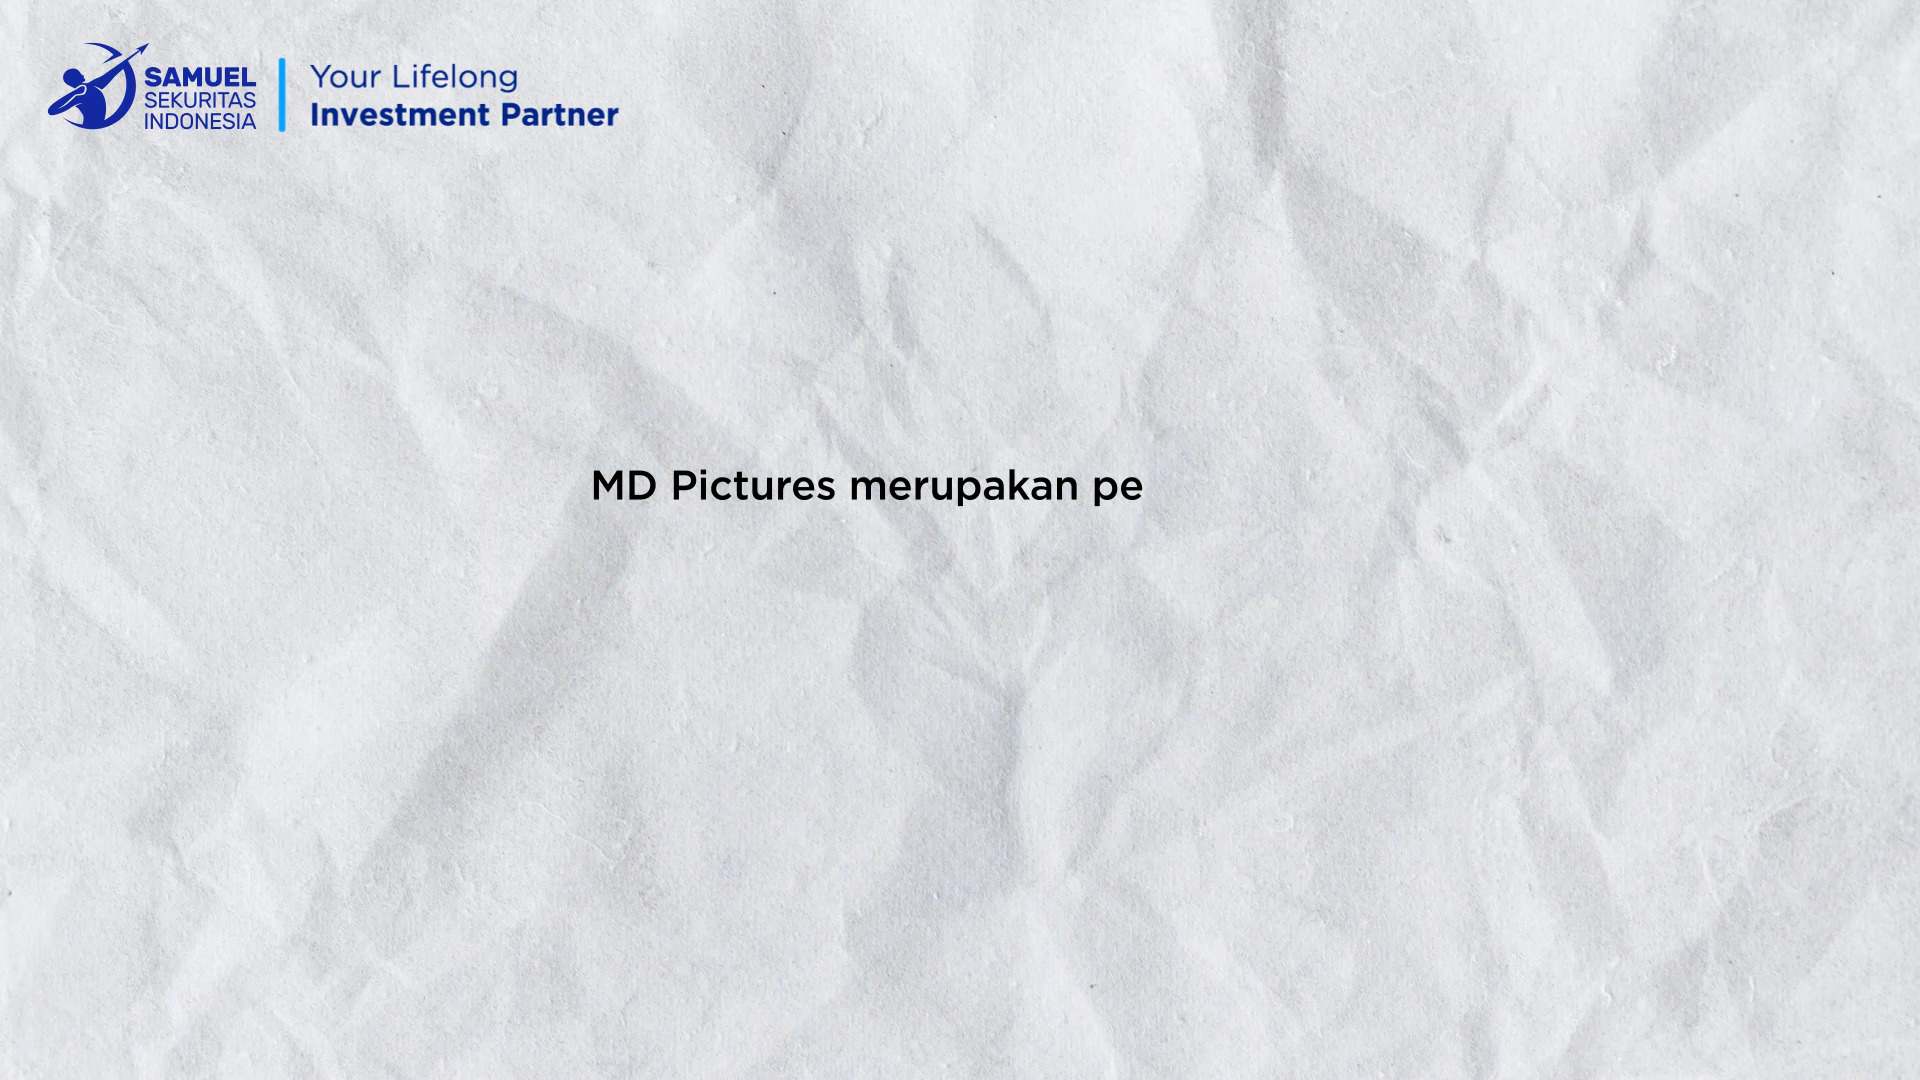 SAMUEL
SEKURITAS
INDONESIA
Your Lifelong
Investment Partner
MD Pictures merupakan pe